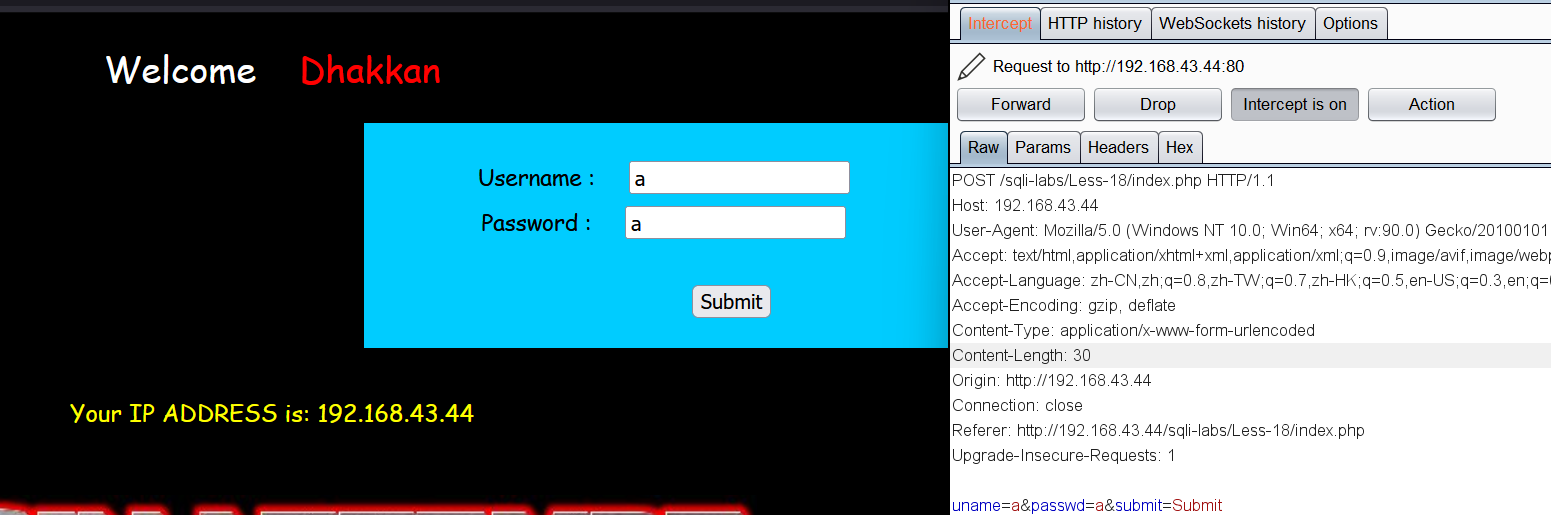 Welcome Dhakkan
Username : a
Password : a
Submit
Your IP ADDRESS is: 192.168.43.44
Intercept HTTP history WebSockets history Options
Request to http://192.168.43.44:80
Forward Drop Intercept is on Action
Raw Params Headers Hex
POST /sqli-labs/Less-18/index.php HTTP/1.1
Host: 192.168.43.44
User-Agent: Mozilla/5.0 (Windows NT 10.0; Win64; x64; rv:90.0) Gecko/20100101
Accept: text/html,application/xhtml+xml,application/xml;q=0.9,image/avif,image/web
Accept-Language: zh-CN,zh;q=0.8,zh-TW;q=0.7,zh-HK;q=0.5,en-US;q=0.3,en;q=
Accept-Encoding: gzip, deflate
Content-Type: application/x-www-form-urlencoded
Content-Length: 30
Origin: http://192.168.43.44
Connection: close
Referer: http://192.168.43.44/sqli-labs/Less-18/index.php
Upgrade-Insecure-Requests: 1
uname=a&passwd=a&submit=Submit